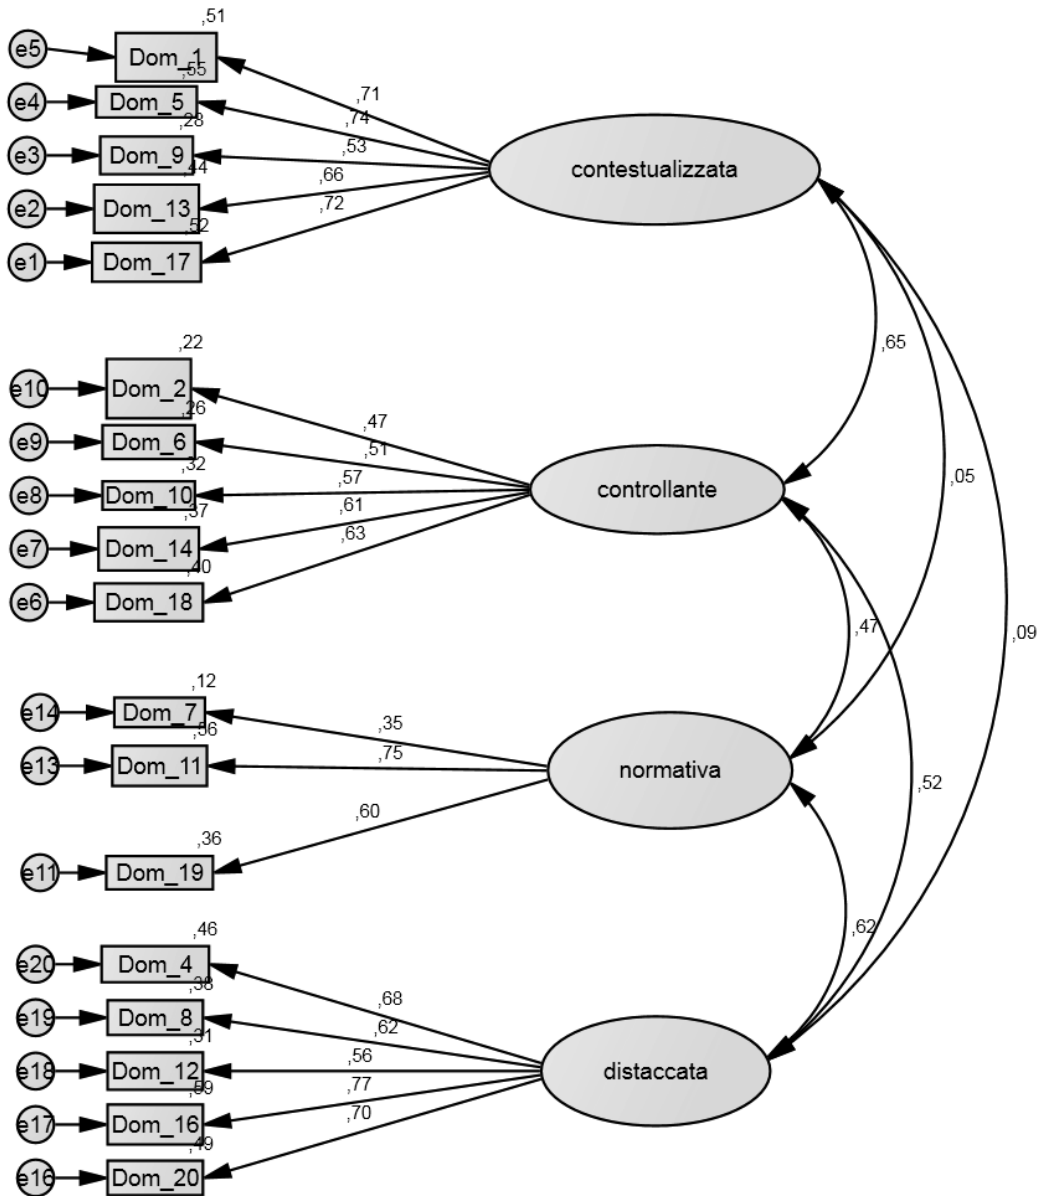 ,51
e5
Dom_1
,71
,55
e4
Dom_5
,74
,28
e3
Dom_9
,53
contestualizzata
,44
e2
Dom_13
,66
,52
e1
Dom_17
,72
,65
,22
e10
Dom_2
,47
,26
e9
Dom_6
,51
,32
e8
Dom_10
,57
controllante
,05
,37
e7
Dom_14
,61
,40
e6
Dom_18
,63
,47
,09
,12
e14
Dom_7
,35
,56
e13
Dom_11
,75
normativa
,52
,36
e11
Dom_19
,60
,62
,46
e20
Dom_4
,68
,38
e19
Dom_8
,62
,31
e18
Dom_12
,56
distaccata
,59
e17
Dom_16
,77
,49
e16
Dom_20
,70